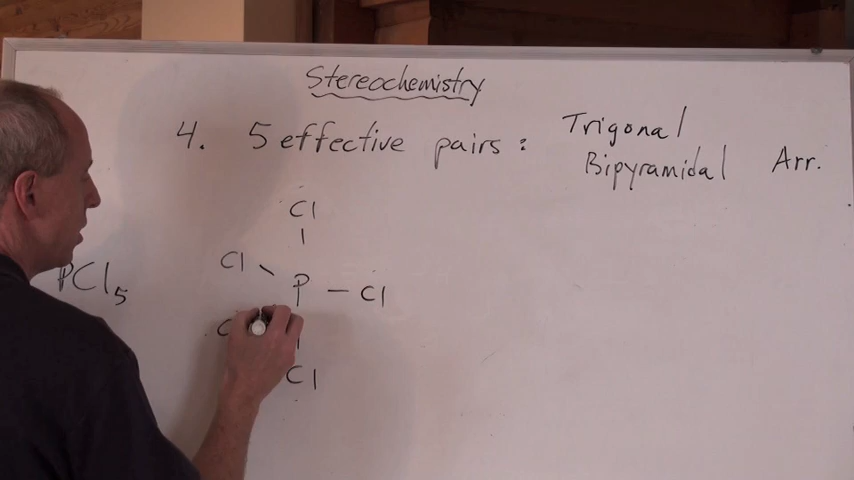 Stereochemistry
4. 5 effective pairs: Trigonal
Bipyramidal Arr.
Cl
Cl
PCl5
P - Cl
Cl